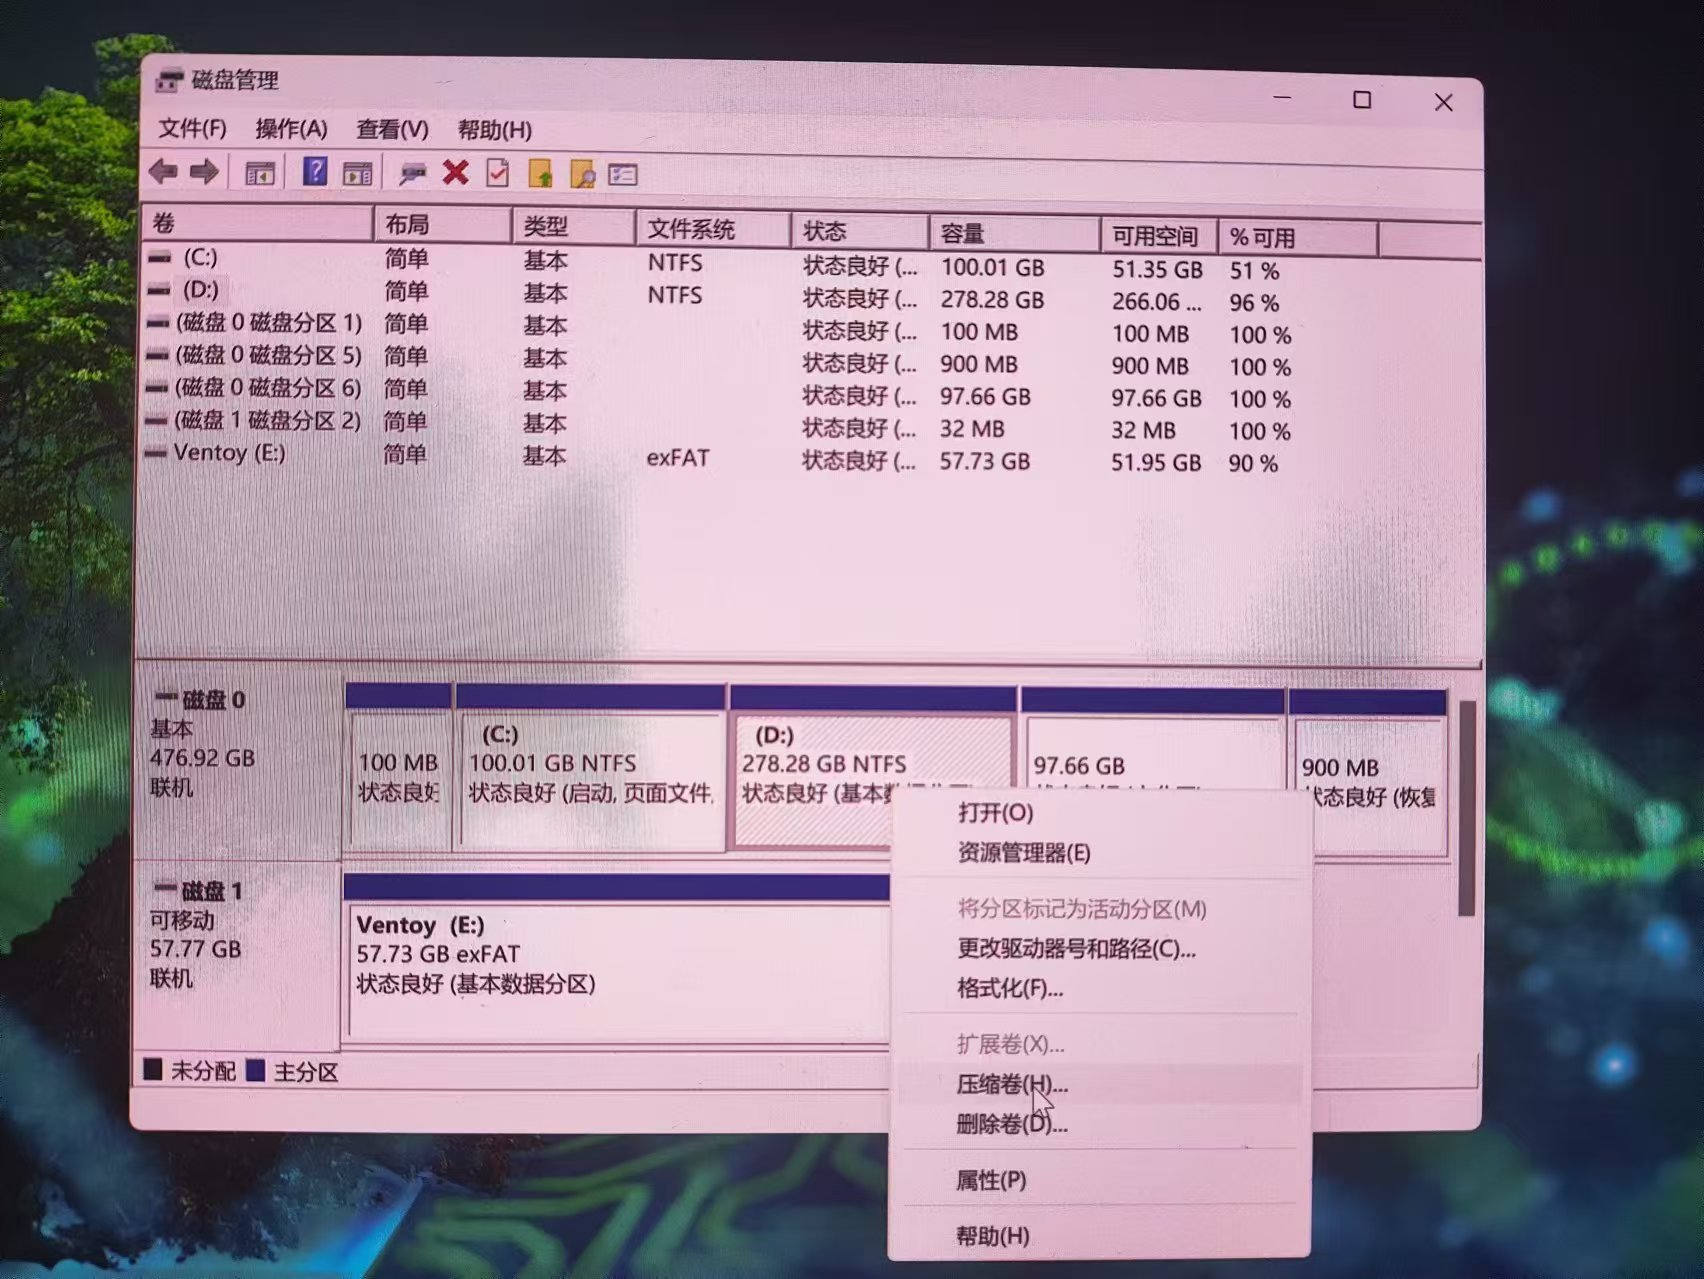 磁盘管理
文件(F) 操作(A) 查看(V) 帮助(H)
卷 布局 类型 文件系统 状态 容量 可用空间 % 可用
(C:) 简单 基本 NTFS 状态良好 (... 100.01 GB 51.35 GB 51 %
(D:) 简单 基本 NTFS 状态良好 (... 278.28 GB 266.06 ... 96 %
(磁盘 0 磁盘分区 1) 简单 基本 状态良好 (... 100 MB 100 MB 100 %
(磁盘 0 磁盘分区 5) 简单 基本 状态良好 (... 900 MB 900 MB 100 %
(磁盘 0 磁盘分区 6) 简单 基本 状态良好 (... 97.66 GB 97.66 GB 100 %
(磁盘 1 磁盘分区 2) 简单 基本 状态良好 (... 32 MB 32 MB 100 %
Ventoy (E:) 简单 基本 exFAT 状态良好 (... 57.73 GB 51.95 GB 90 %
磁盘 0
基本
476.92 GB
联机
100 MB
状态良好
(C:)
100.01 GB NTFS
状态良好 (启动, 页面文件,
(D:)
278.28 GB NTFS
状态良好 (基本
97.66 GB
900 MB
状态良好 (恢复
磁盘 1
可移动
57.77 GB
联机
Ventoy (E:)
57.73 GB exFAT
状态良好 (基本数据分区)
未分配 主分区
打开(O)
资源管理器(E)
将分区标记为活动分区(M)
更改驱动器号和路径(C)...
格式化(F)...
扩展卷(X)...
压缩卷(H)...
删除卷(D)...
属性(P)
帮助(H)